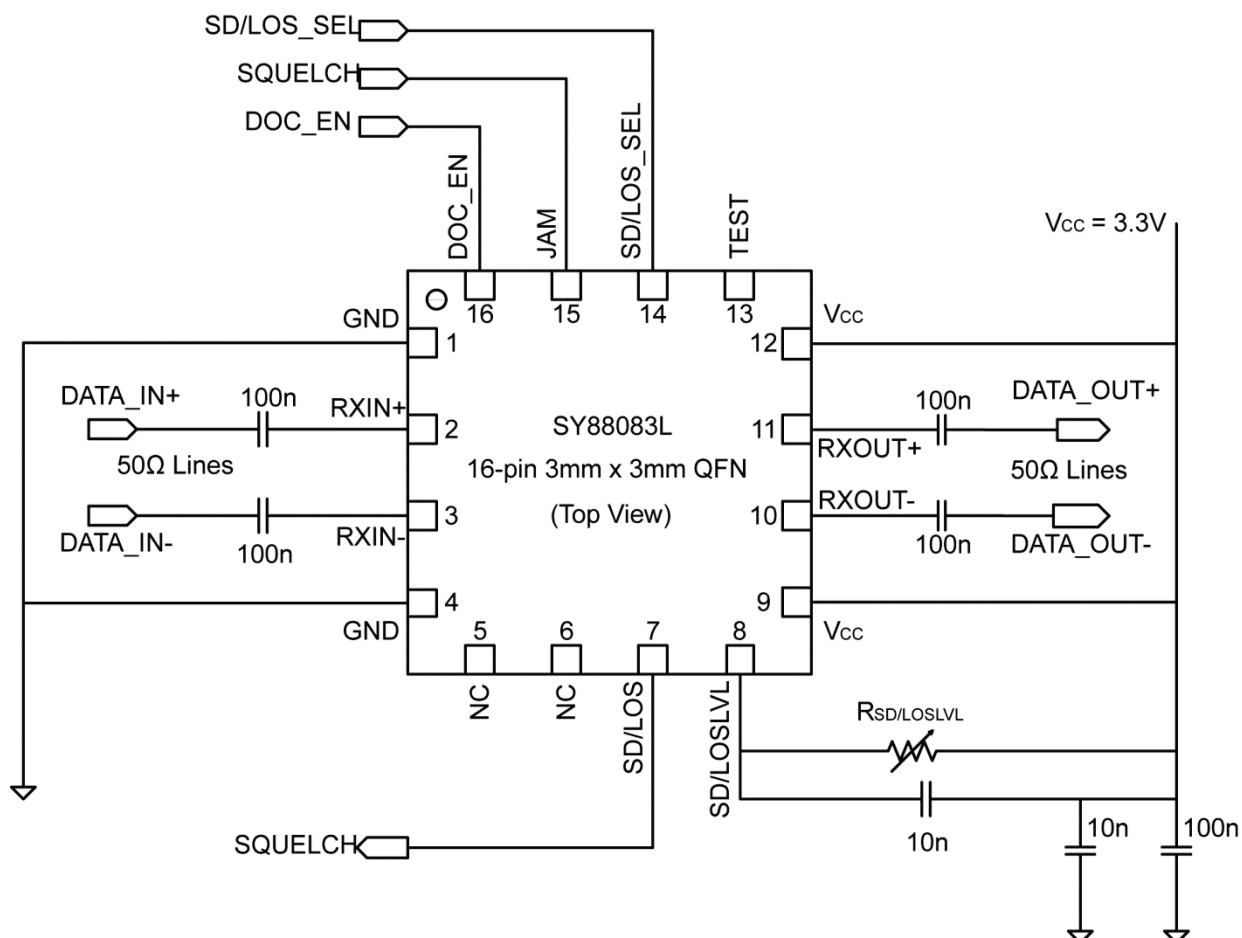 SD/LOS_SEL
SQUELCH
DOC_EN
DOC_EN
JAM
SD/LOS_SEL
TEST
VCC = 3.3V
16
15
14
13
GND
1
12
VCC
DATA_IN+
100n
RXIN+
2
SY88083L
11
RXOUT+
100n
DATA_OUT+
50Ω Lines
16-pin 3mm x 3mm QFN
50Ω Lines
DATA_IN-
100n
RXIN-
3
(Top View)
10
RXOUT-
100n
DATA_OUT-
4
GND
9
VCC
5
6
7
8
NC
NC
SD/LOS
SD/LOSLVL
RSD/LOSLVL
10n
10n
100n
SQUELCH